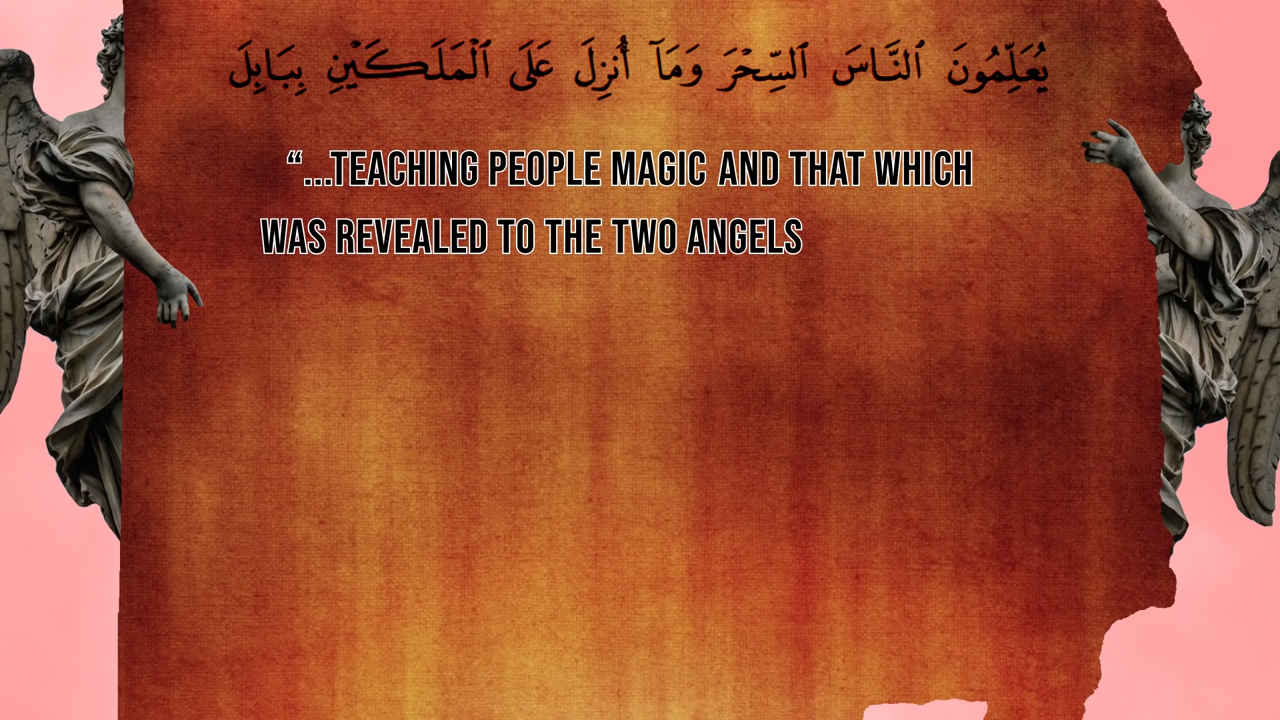 يُعَلِّمُونَ ٱلنَّاسَ ٱلسِّحْرَ وَمَآ أُنزِلَ عَلَى ٱلْمَلَكَيْنِ بِبَابِلَ
“...TEACHING PEOPLE MAGIC AND THAT WHICH
WAS REVEALED TO THE TWO ANGELS